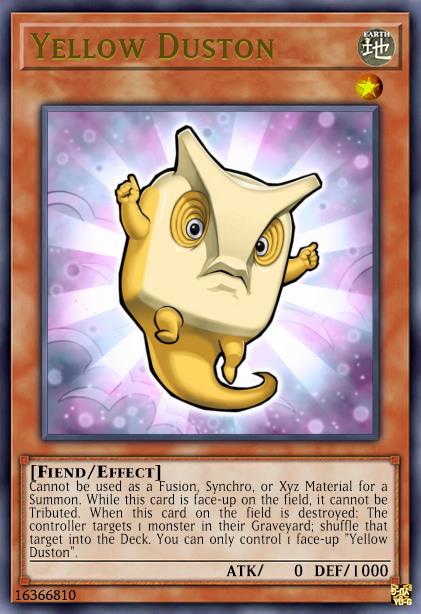 YELLOW DUSTON
EARTH
地
[FIEND/EFFECT]
Cannot be used as a Fusion, Synchro, or Xyz Material for a
Summon. While this card is face-up on the field, it cannot be
Tributed. When this card on the field is destroyed: The
controller targets 1 monster in their Graveyard; shuffle that
target into the Deck. You can only control 1 face-up "Yellow
Duston".
ATK/ 0 DEF/1000
16366810